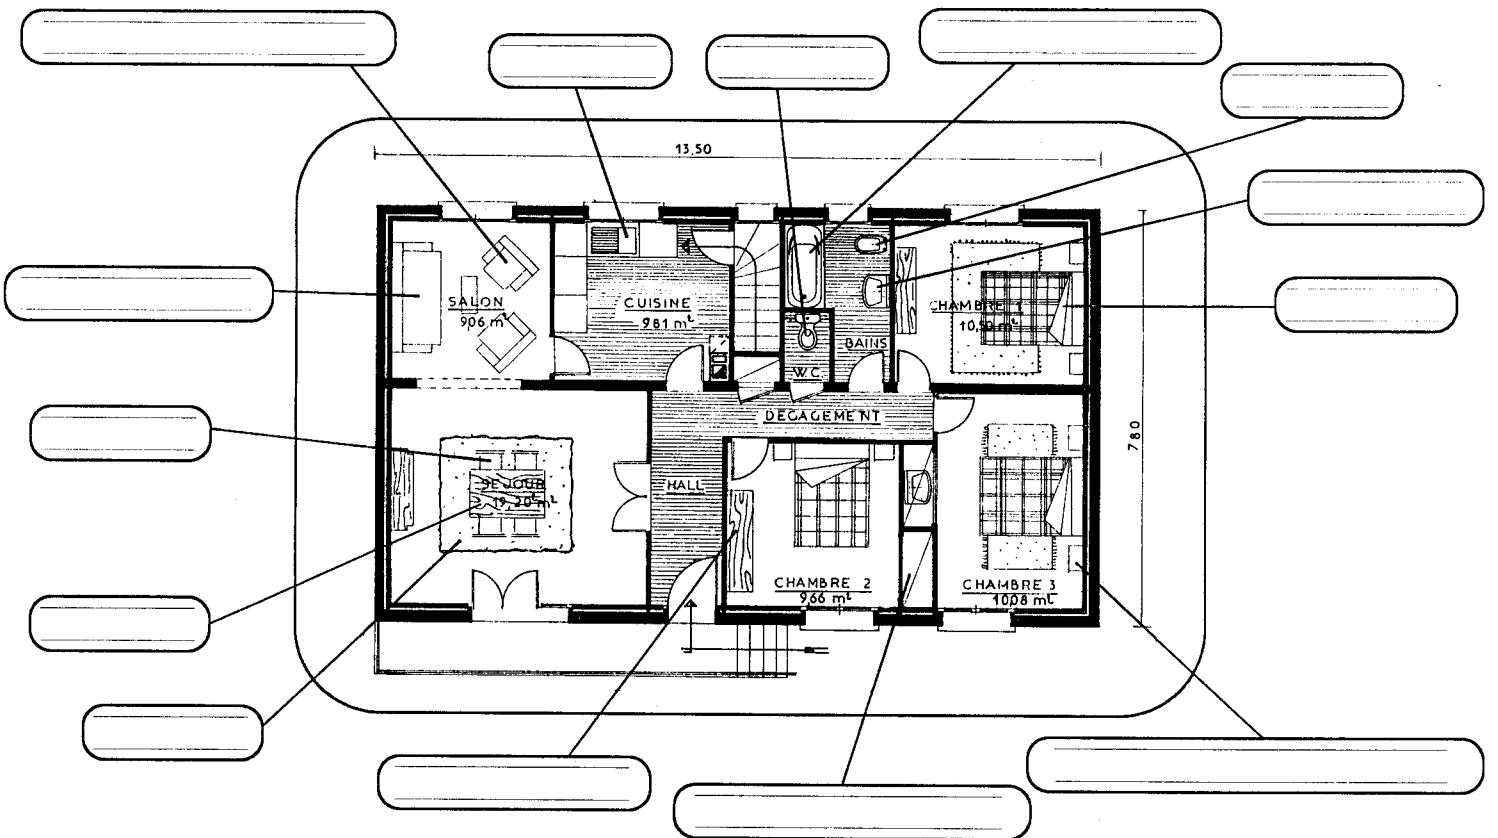 13,50
SALON
9,06 m²
CUISINE
9,81 m²
CHAMBRE 1
10,50 m²
BAINS
W.C
DEGAGEMENT
7,80
SEJOUR
19,20 m²
HALL
CHAMBRE 2
9,66 m²
CHAMBRE 3
10,08 m²